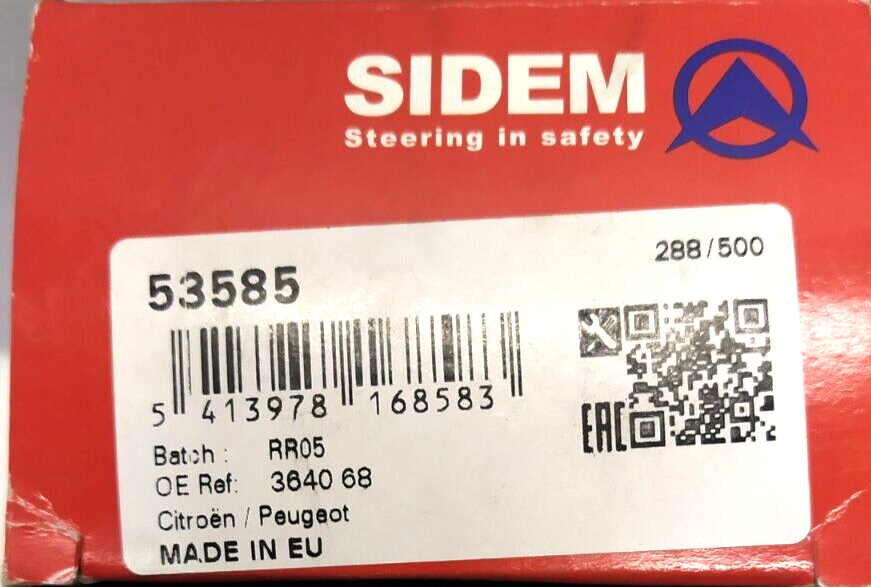 SIDEM
Steering in safety
288/500
53585
5 413978 168583
EAC
Batch : RR05
OE Ref: 3640 68
Citroën / Peugeot
MADE IN EU